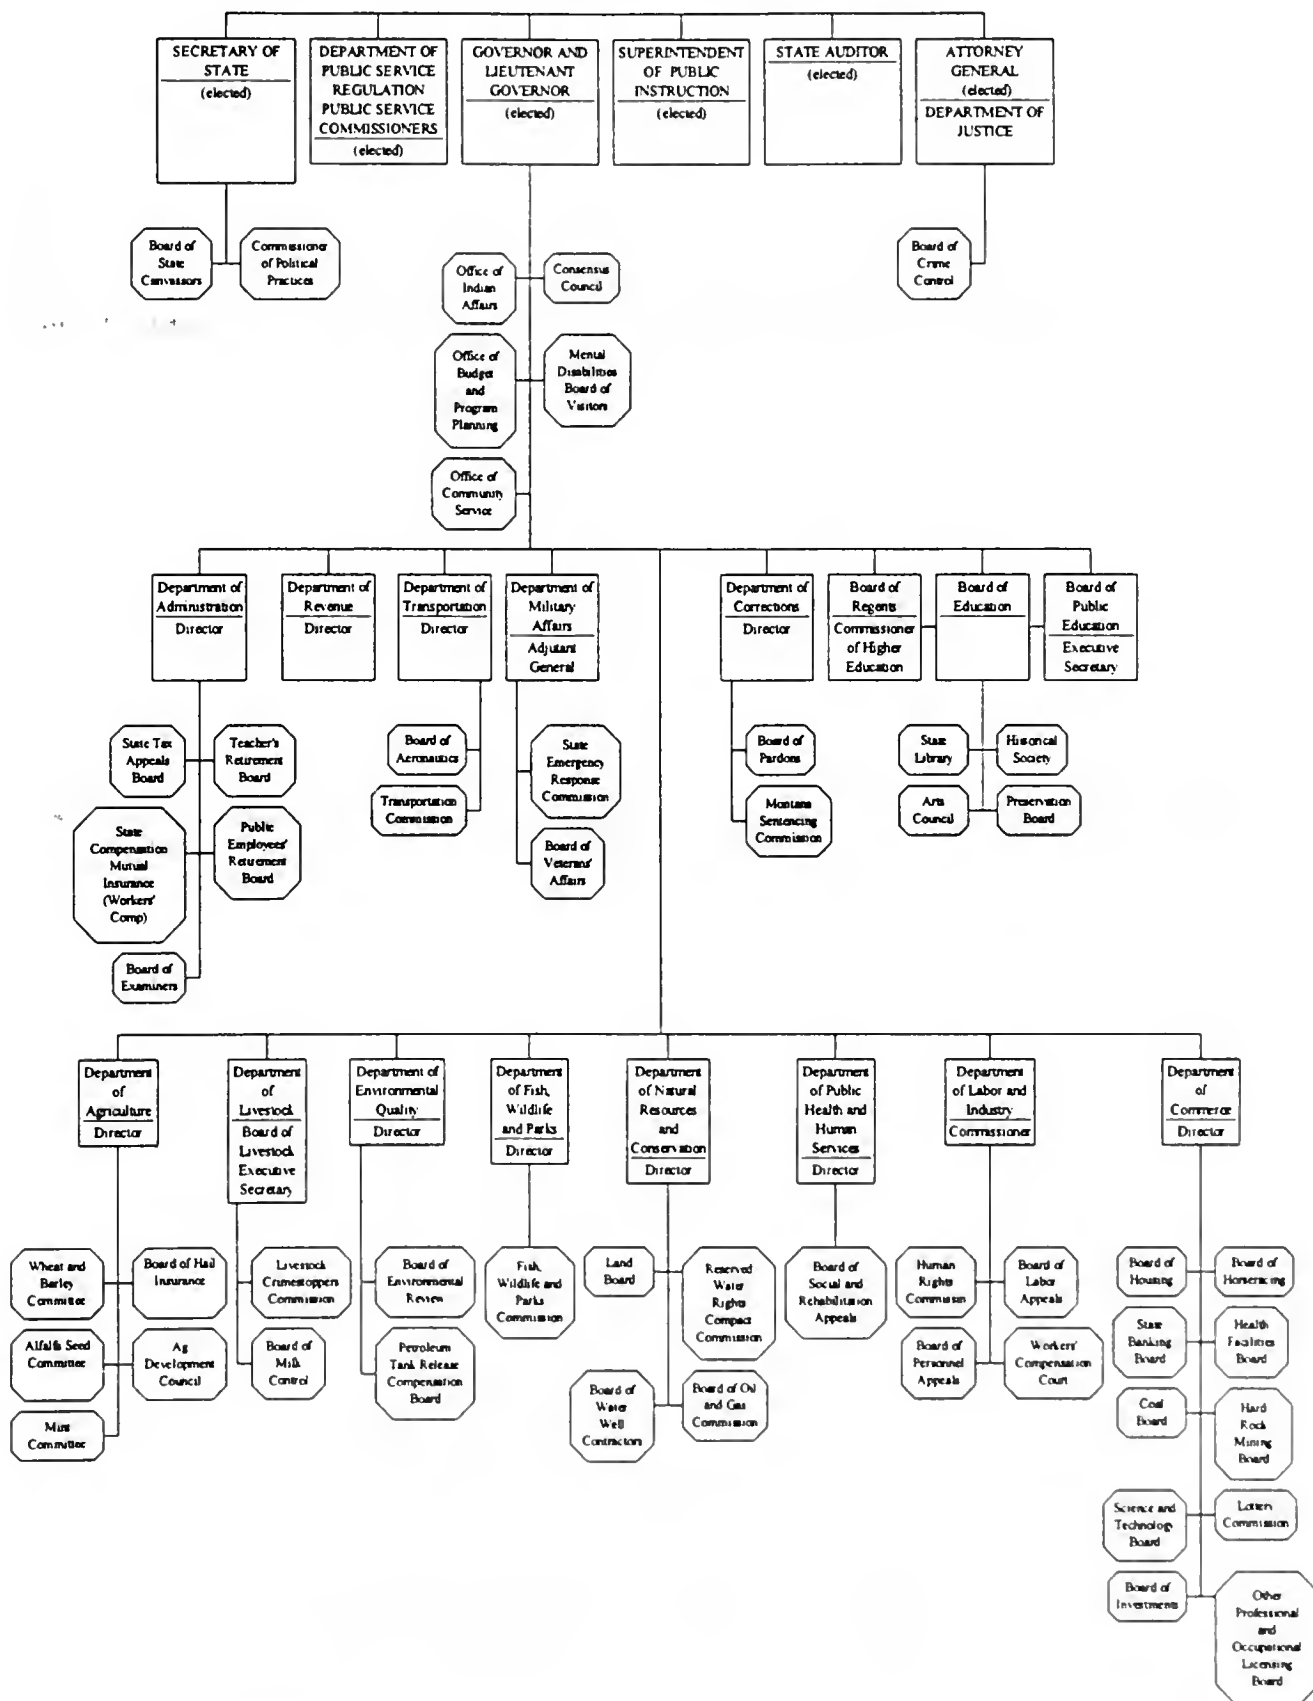 SECRETARY OF
STATE
(elected)
DEPARTMENT OF
PUBLIC SERVICE
REGULATION
PUBLIC SERVICE
COMMISSIONERS
(elected)
GOVERNOR AND
LIEUTENANT
GOVERNOR
(elected)
SUPERINTENDENT
OF PUBLIC
INSTRUCTION
(elected)
STATE AUDITOR
(elected)
ATTORNEY
GENERAL
(elected)
DEPARTMENT OF
JUSTICE
Board of
State
Canvassors
Commissioner
of Political
Practices
Board of
Crime
Control
Office of
Indian
Affairs
Consensus
Council
Office of
Budget
and
Program
Planning
Mental
Disabilities
Board of
Visitors
Office of
Community
Service
Department of
Administration
Director
Department of
Revenue
Director
Department of
Transportation
Director
Department of
Military
Affairs
Adjutant
General
Department of
Corrections
Director
Board of
Regents
Commissioner
of Higher
Education
Board of
Education
Board of
Public
Education
Executive
Secretary
State Tax
Appeals
Board
Teacher's
Retirement
Board
State
Compensation
Mutual
Insurance
(Workers'
Comp)
Public
Employees'
Retirement
Board
Board of
Examiners
Board of
Aeronautics
Transportation
Commission
State
Emergency
Response
Commission
Board of
Veterans'
Affairs
Board of
Pardons
Montana
Sentencing
Commission
State
Library
Historical
Society
Arts
Council
Preservation
Board
Department
of
Agriculture
Director
Department
of
Livestock
Board of
Livestock
Executive
Secretary
Department of
Environmental
Quality
Director
Department
of Fish,
Wildlife
and Parks
Director
Department
of Natural
Resources
and
Conservation
Director
Department
of Public
Health and
Human
Services
Director
Department
of Labor and
Industry
Commissioner
Department
of
Commerce
Director
Wheat and
Barley
Committee
Board of Hail
Insurance
Alfalfa Seed
Committee
Ag
Development
Council
Mint
Committee
Livestock
Crimestoppers
Commission
Board of
Milk
Control
Board of
Environmental
Review
Petroleum
Tank Release
Compensation
Board
Fish,
Wildlife and
Parks
Commission
Land
Board
Reserved
Water
Rights
Compact
Commission
Board of
Water
Well
Contractors
Board of Oil
and Gas
Commission
Board of
Social and
Rehabilitation
Appeals
Human
Rights
Commission
Board of
Labor
Appeals
Board of
Personnel
Appeals
Workers'
Compensation
Court
Board of
Housing
Board of
Horseracing
State
Banking
Board
Health
Facilities
Board
Coal
Board
Hard
Rock
Mining
Board
Science and
Technology
Board
Lottery
Commission
Board of
Investments
Other
Professional
and
Occupational
Licensing
Board